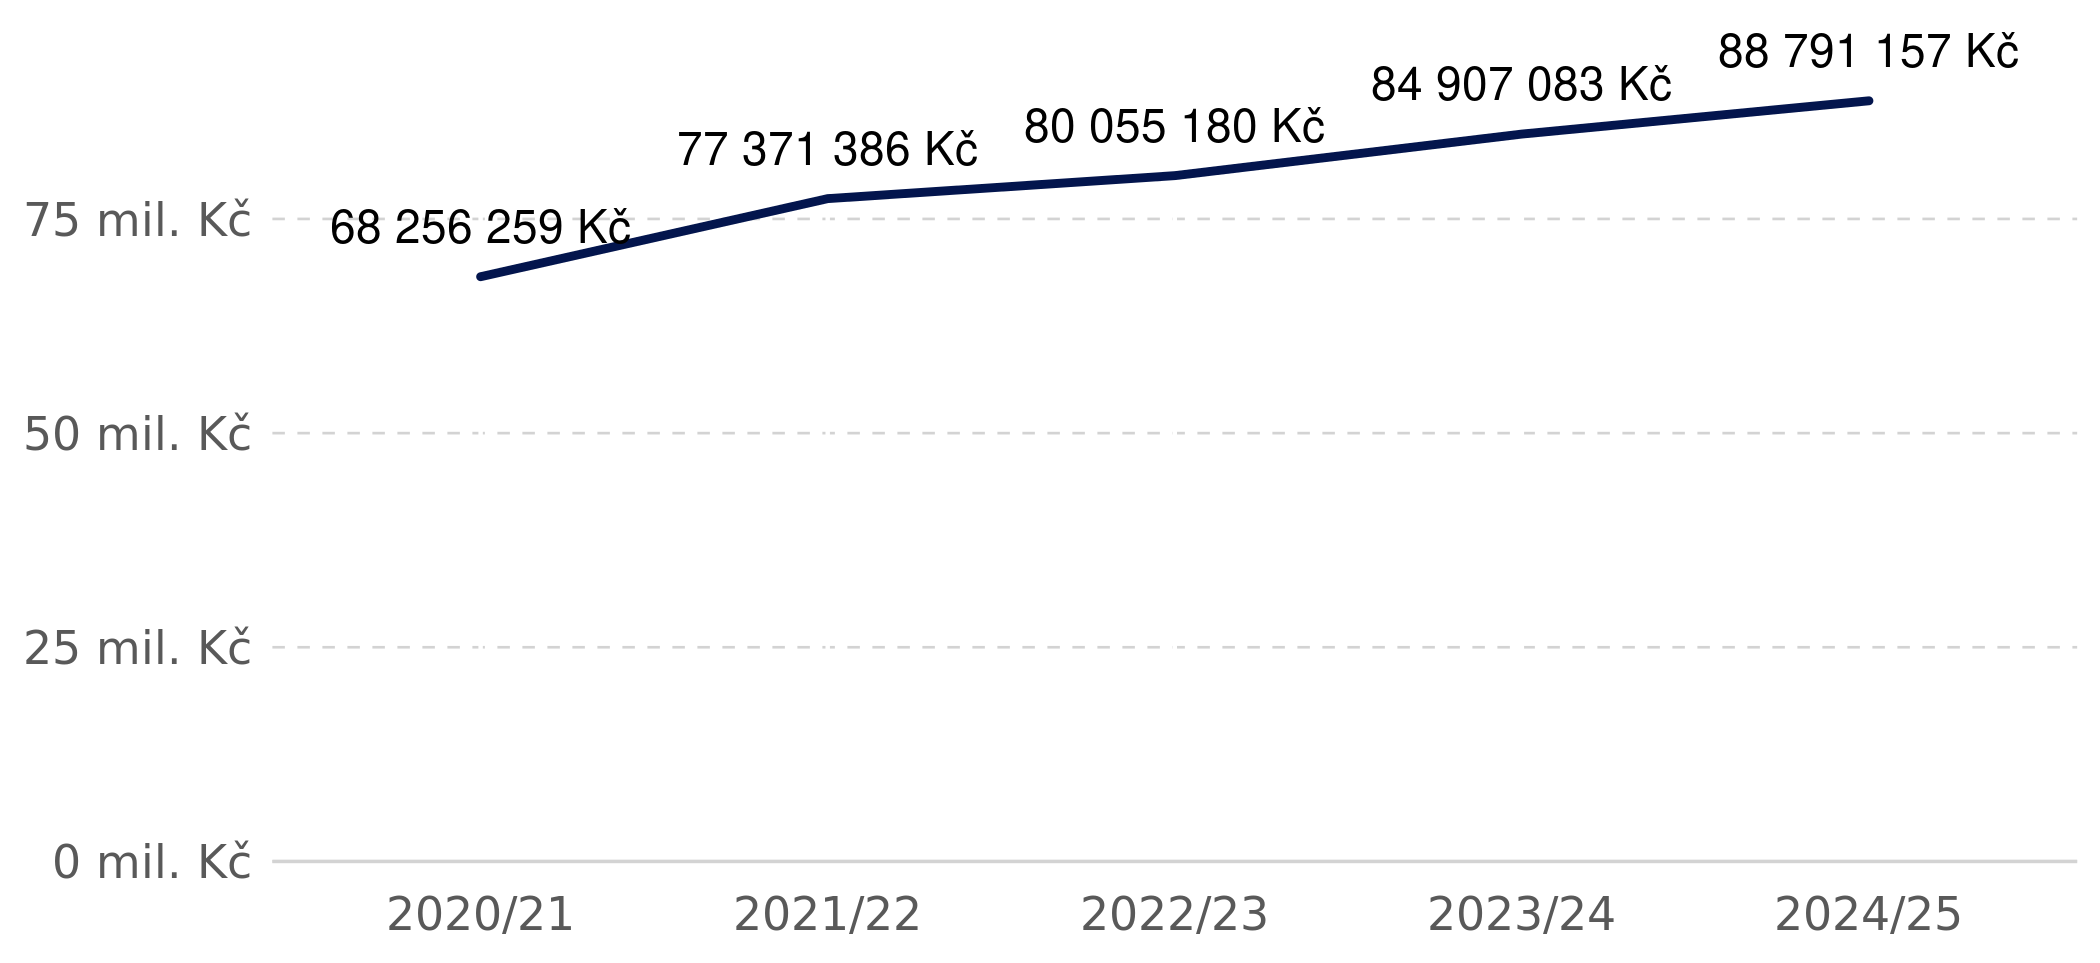 88 791 157 Kč
84 907 083 Kč
80 055 180 Kč
77 371 386 Kč
68 256 259 Kč
75 mil. Kč
50 mil. Kč
25 mil. Kč
0 mil. Kč
2020/21 2021/22 2022/23 2023/24 2024/25